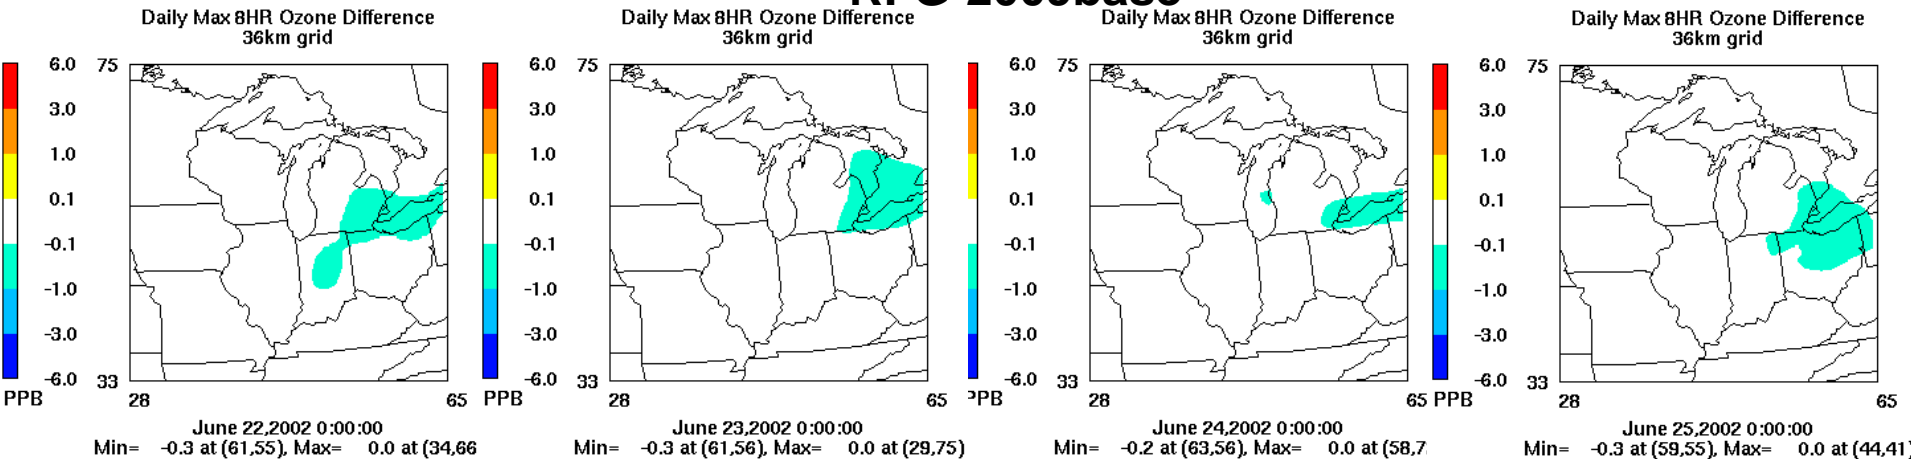 Daily Max 8HR Ozone Difference
36km grid
6.0
3.0
1.0
0.1
-0.1
-1.0
-3.0
-6.0
PPB
75
33
28
65
June 22,2002 0:00:00
Min= -0.3 at (61,55), Max= 0.0 at (34,66
Daily Max 8HR Ozone Difference
36km grid
6.0
3.0
1.0
0.1
-0.1
-1.0
-3.0
-6.0
PPB
75
33
28
65
June 23,2002 0:00:00
Min= -0.3 at (61,56), Max= 0.0 at (29,75)
Daily Max 8HR Ozone Difference
36km grid
6.0
3.0
1.0
0.1
-0.1
-1.0
-3.0
-6.0
PPB
75
33
28
65
June 24,2002 0:00:00
Min= -0.2 at (63,56), Max= 0.0 at (58,7
Daily Max 8HR Ozone Difference
36km grid
6.0
3.0
1.0
0.1
-0.1
-1.0
-3.0
-6.0
PPB
75
33
28
65
June 25,2002 0:00:00
Min= -0.3 at (59,55), Max= 0.0 at (44,41)